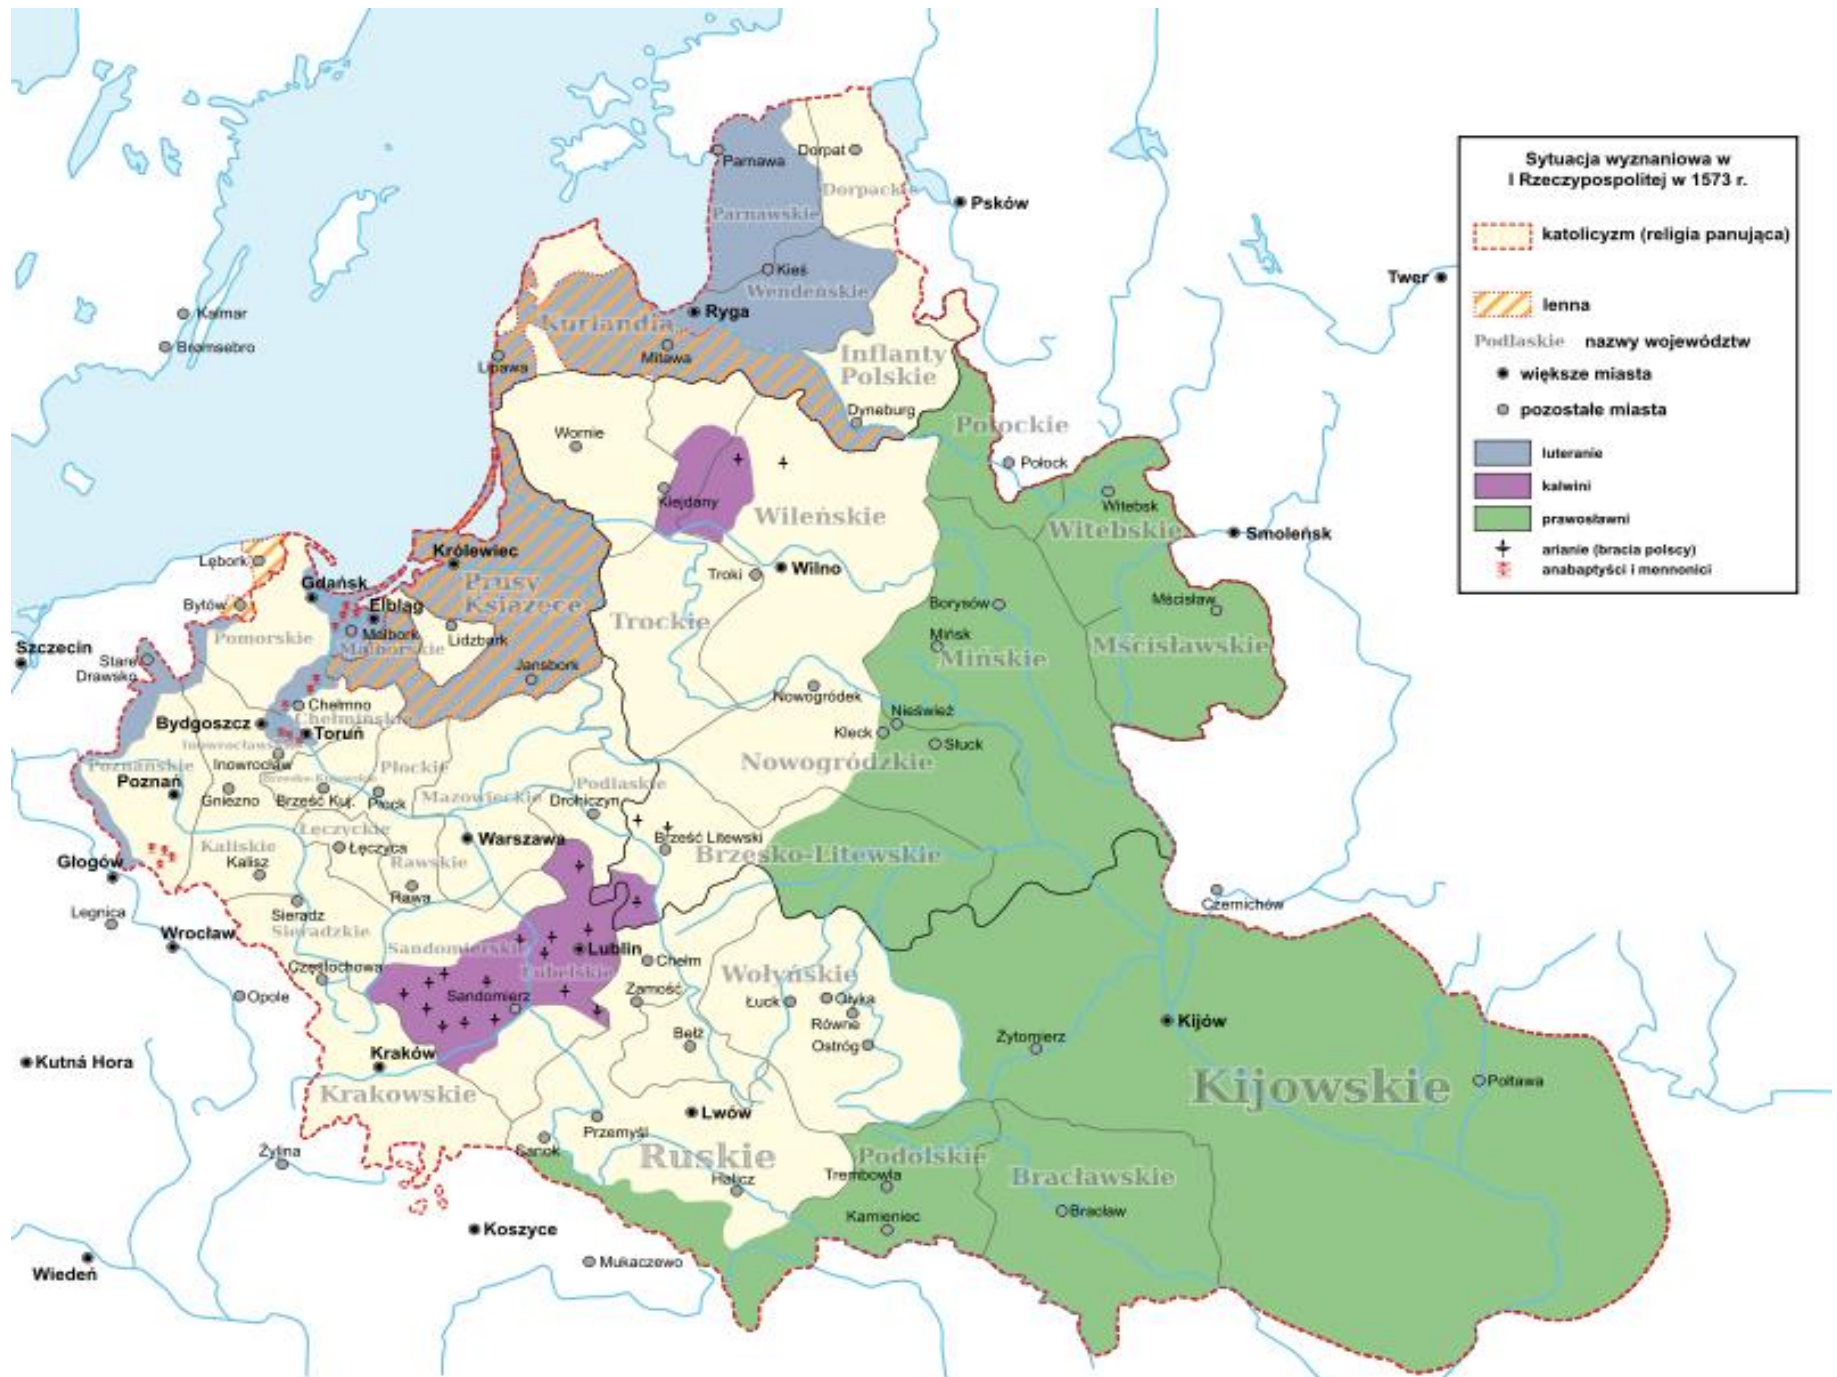 Sytuacja wyznaniowa w
I Rzeczypospolitej w 1573 r.
katolicyzm (religia panująca)
lenna
Podlaskie nazwy województw
większe miasta
pozostałe miasta
luteranie
kalwini
prawosławni
arianie (bracia polscy)
anabaptyści i mennonici
Parnawa
Dorpat
Dorpackie
Psków
Parnawskie
Kieś
Wendeńskie
Twer
Kalmar
Brømsebro
Ryga
Kurlandia
Mitawa
Lipawa
Inflanty
Polskie
Dyneburg
Połockie
Wornie
Połock
Kiejdany
Witebsk
Wileńskie
Witebskie
Smoleńsk
Królewiec
Lębork
Troki
Wilno
Gdańsk
Prusy
Książęce
Bytów
Elbląg
Borysów
Mścisław
Trockie
Pomorskie
Malbork
Lidzbark
Malborskie
Mińsk
Mińskie
Mścisławskie
Szczecin
Stare
Drawsko
Jansbork
Nowogródek
Chełmno
Chełmińskie
Nieśwież
Bydgoszcz
Toruń
Kleck
Słuck
Inowrocławskie
Inowrocław
Poznańskie
Płockie
Nowogródzkie
Poznań
Brzesko-Kujawskie
Podlaskie
Gniezno
Brześć Kuj.
Płock
Mazowieckie
Drohiczyn
Łęczyckie
Warszawa
Brześć Litewski
Kaliskie
Łęczyca
Rawskie
Brzesko-Litewskie
Głogów
Kalisz
Rawa
Czernichów
Legnica
Sieradz
Sieradzkie
Wrocław
Sandomierskie
Lublin
Chełm
Lubelskie
Wołyńskie
Częstochowa
Opole
Sandomierz
Zamość
Łuck
Ołyka
Równe
Kijów
Bełz
Ostróg
Żytomierz
Kraków
Kutná Hora
Krakowskie
Kijowskie
Połtawa
Lwów
Przemyśl
Sanok
Ruskie
Podolskie
Żylina
Trembowla
Bracławskie
Halicz
Kamieniec
Bracław
Koszyce
Mukaczewo
Wiedeń